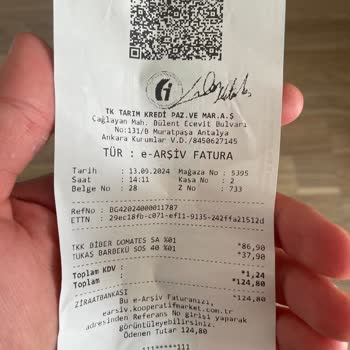 TK TARIM KREDİ PAZ.VE MAR.A.Ş
Çağlayan Mah. Bülent Ecevit Bulvarı
No:131/B Muratpaşa Antalya
Ankara Kurumlar V.D./8450627145
TÜR : e-ARŞİV FATURA
Tarih : 13.09.2024 Mağaza No : 5395
Saat : 14:11 Kasa No : 2
Belge No : 28 Z No : 733
RefNo : BG42024000011787
ETTN : 29ec18fb-c071-ef11-9135-242ffa21512d
TKK BİBER DOMATES SA %01 *86,90
TUKAS BARBEKÜ SOS 40 %01 *37,90
Toplam KDV : *1,24
Toplam : *124,80
ZİRAATBANKASI *124,80
Bu e-Arşiv Faturanızı,
earsiv.kooperatifmarket.com.tr
adresinden Referans No girişi yaparak
görüntüleyebilirsiniz.
Ödenen Tutar 124,80